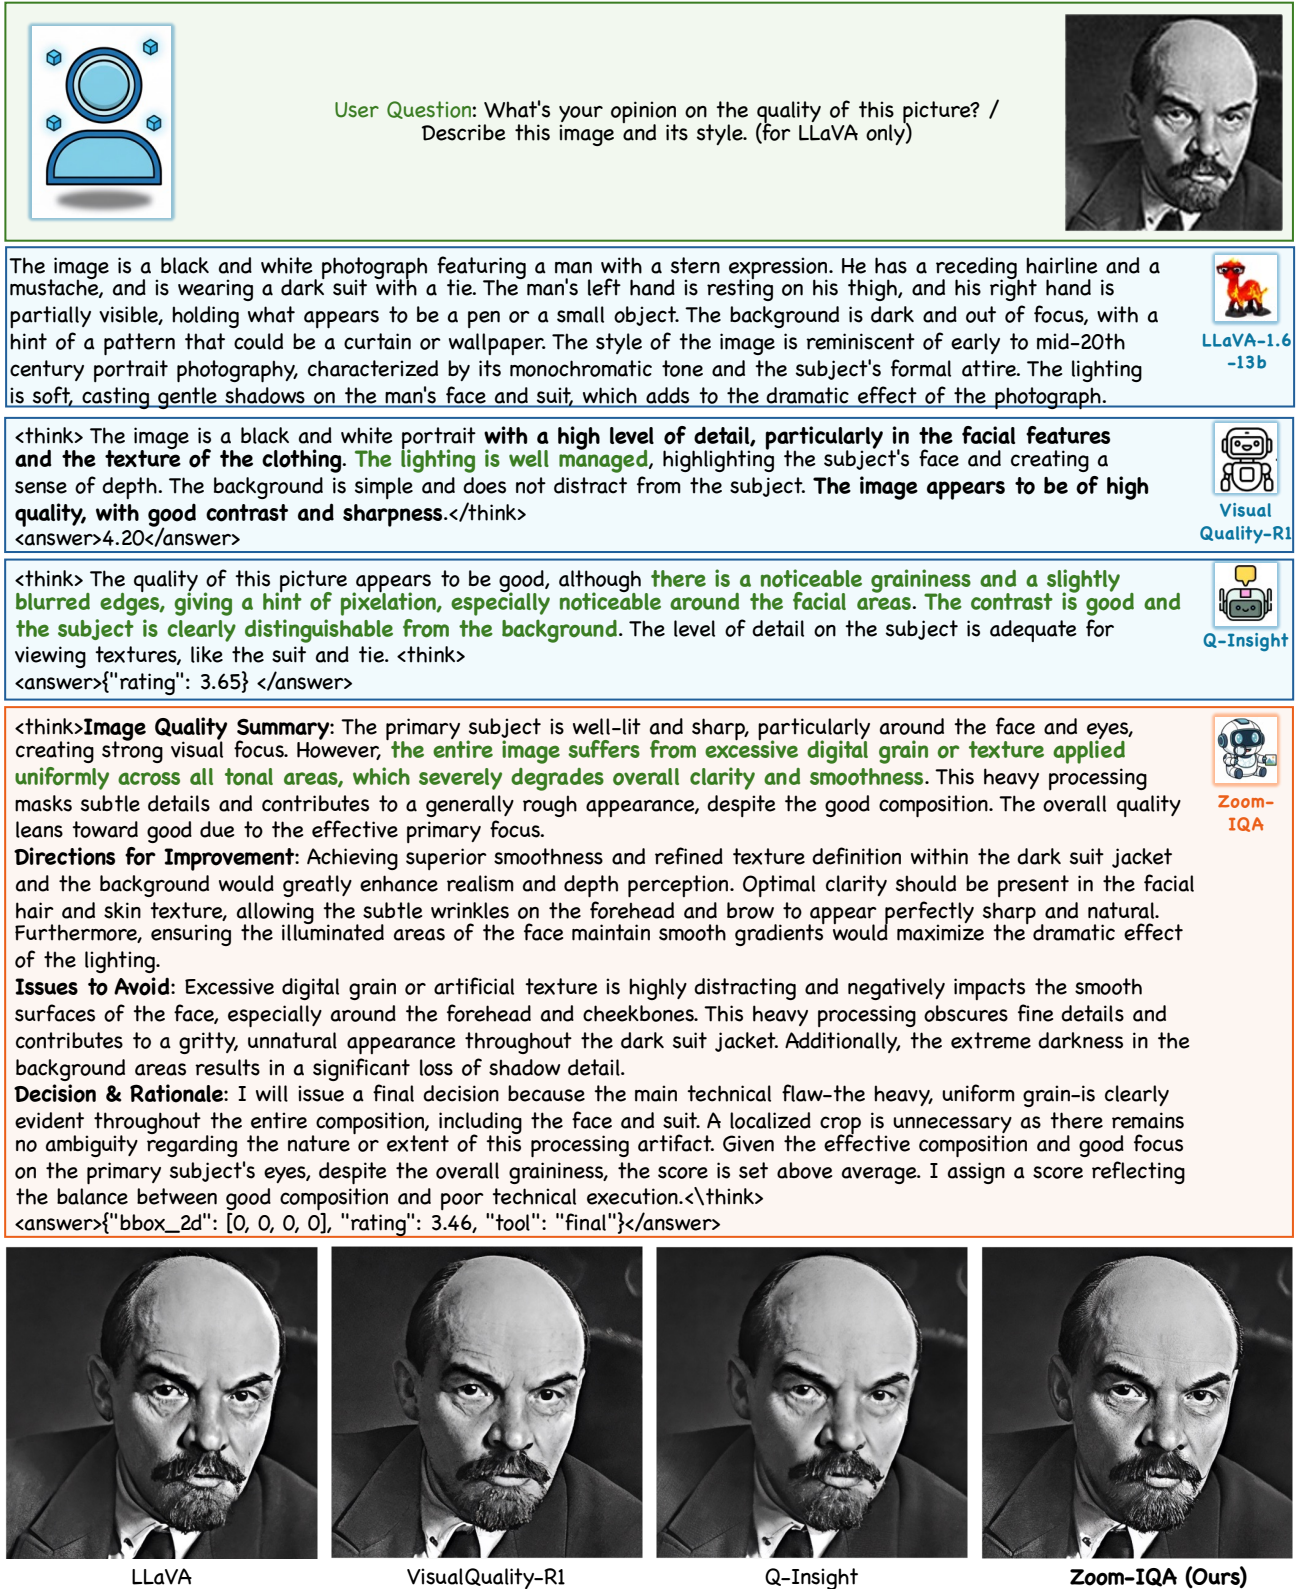 User Question: What's your opinion on the quality of this picture? /
Describe this image and its style. (for LLaVA only)
The image is a black and white photograph featuring a man with a stern expression. He has a receding hairline and a
mustache, and is wearing a dark suit with a tie. The man's left hand is resting on his thigh, and his right hand is
partially visible, holding what appears to be a pen or a small object. The background is dark and out of focus, with a
hint of a pattern that could be a curtain or wallpaper. The style of the image is reminiscent of early to mid-20th
century portrait photography, characterized by its monochromatic tone and the subject's formal attire. The lighting
is soft, casting gentle shadows on the man's face and suit, which adds to the dramatic effect of the photograph.
LLaVA-1.6
-13b
<think> The image is a black and white portrait with a high level of detail, particularly in the facial features
and the texture of the clothing. The lighting is well managed, highlighting the subject's face and creating a
sense of depth. The background is simple and does not distract from the subject. The image appears to be of high
quality, with good contrast and sharpness.</think>
<answer>4.20</answer>
Visual
Quality-R1
<think> The quality of this picture appears to be good, although there is a noticeable graininess and a slightly
blurred edges, giving a hint of pixelation, especially noticeable around the facial areas. The contrast is good and
the subject is clearly distinguishable from the background. The level of detail on the subject is adequate for
viewing textures, like the suit and tie. <think>
<answer>{"rating": 3.65} </answer>
Q-Insight
<think>Image Quality Summary: The primary subject is well-lit and sharp, particularly around the face and eyes,
creating strong visual focus. However, the entire image suffers from excessive digital grain or texture applied
uniformly across all tonal areas, which severely degrades overall clarity and smoothness. This heavy processing
masks subtle details and contributes to a generally rough appearance, despite the good composition. The overall quality
leans toward good due to the effective primary focus.
Directions for Improvement: Achieving superior smoothness and refined texture definition within the dark suit jacket
and the background would greatly enhance realism and depth perception. Optimal clarity should be present in the facial
hair and skin texture, allowing the subtle wrinkles on the forehead and brow to appear perfectly sharp and natural.
Furthermore, ensuring the illuminated areas of the face maintain smooth gradients would maximize the dramatic effect
of the lighting.
Issues to Avoid: Excessive digital grain or artificial texture is highly distracting and negatively impacts the smooth
surfaces of the face, especially around the forehead and cheekbones. This heavy processing obscures fine details and
contributes to a gritty, unnatural appearance throughout the dark suit jacket. Additionally, the extreme darkness in the
background areas results in a significant loss of shadow detail.
Decision & Rationale: I will issue a final decision because the main technical flaw-the heavy, uniform grain-is clearly
evident throughout the entire composition, including the face and suit. A localized crop is unnecessary as there remains
no ambiguity regarding the nature or extent of this processing artifact. Given the effective composition and good focus
on the primary subject's eyes, despite the overall graininess, the score is set above average. I assign a score reflecting
the balance between good composition and poor technical execution.<\think>
<answer>{"bbox_2d": [0, 0, 0, 0], "rating": 3.46, "tool": "final"}</answer>
Zoom-
IQA
LLaVA
VisualQuality-R1
Q-Insight
Zoom-IQA (Ours)